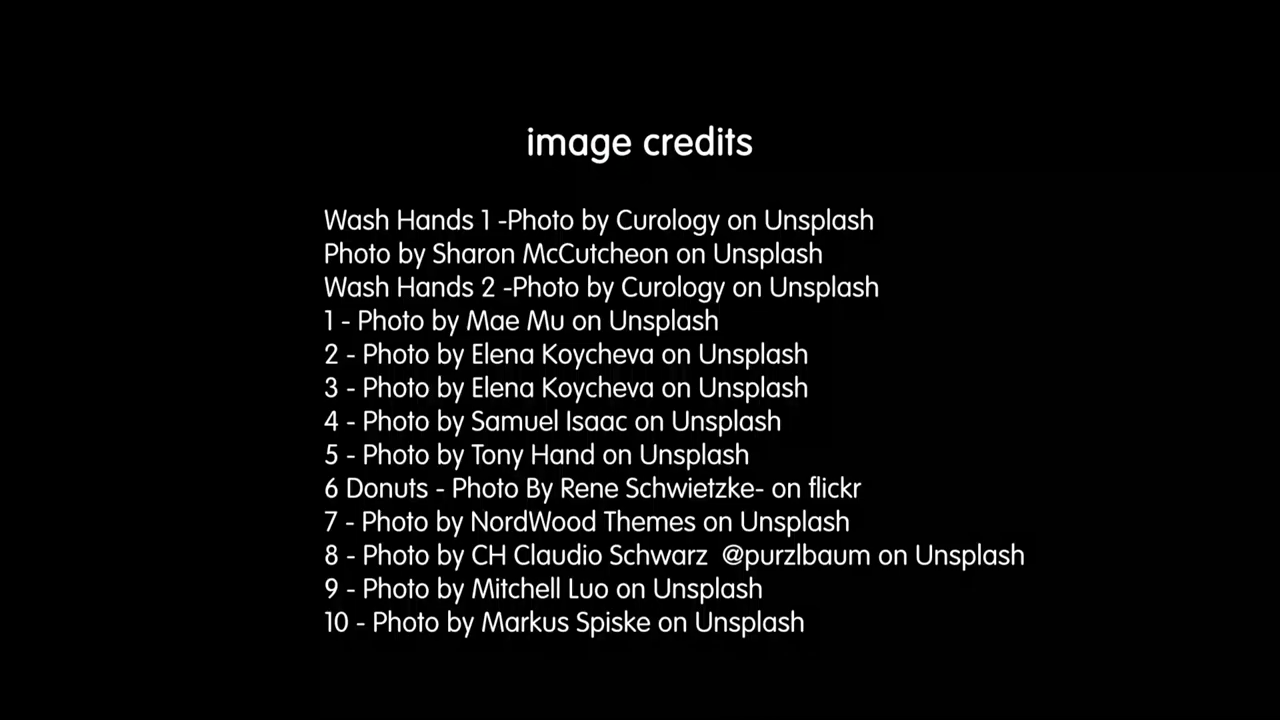 image credits
Wash Hands 1 -Photo by Curology on Unsplash
Photo by Sharon McCutcheon on Unsplash
Wash Hands 2 -Photo by Curology on Unsplash
1 - Photo by Mae Mu on Unsplash
2 - Photo by Elena Koycheva on Unsplash
3 - Photo by Elena Koycheva on Unsplash
4 - Photo by Samuel Isaac on Unsplash
5 - Photo by Tony Hand on Unsplash
6 Donuts - Photo By Rene Schwietzke- on flickr
7 - Photo by NordWood Themes on Unsplash
8 - Photo by CH Claudio Schwarz  @purzlbaum on Unsplash
9 - Photo by Mitchell Luo on Unsplash
10 - Photo by Markus Spiske on Unsplash